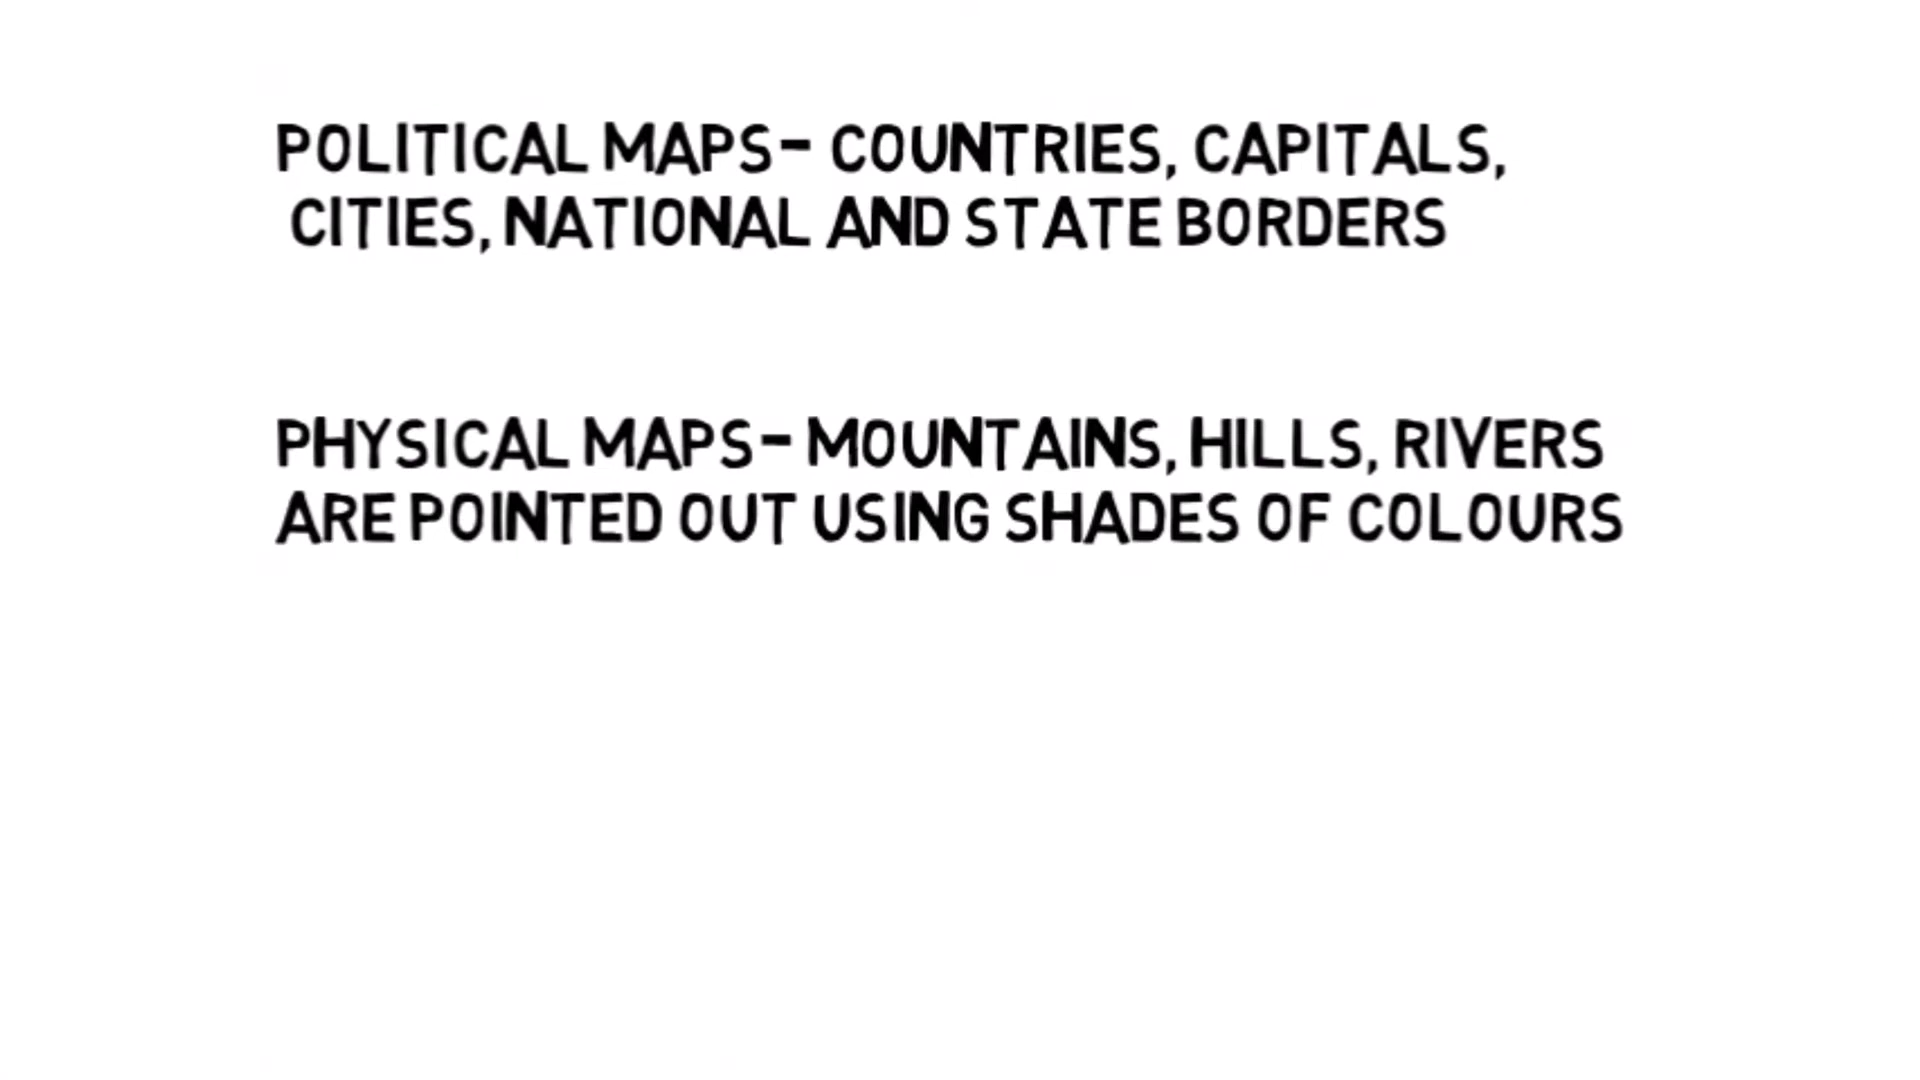 POLITICAL MAPS- COUNTRIES, CAPITALS,
CITIES, NATIONAL AND STATE BORDERS
PHYSICAL MAPS- MOUNTAINS, HILLS, RIVERS
ARE POINTED OUT USING SHADES OF COLOURS